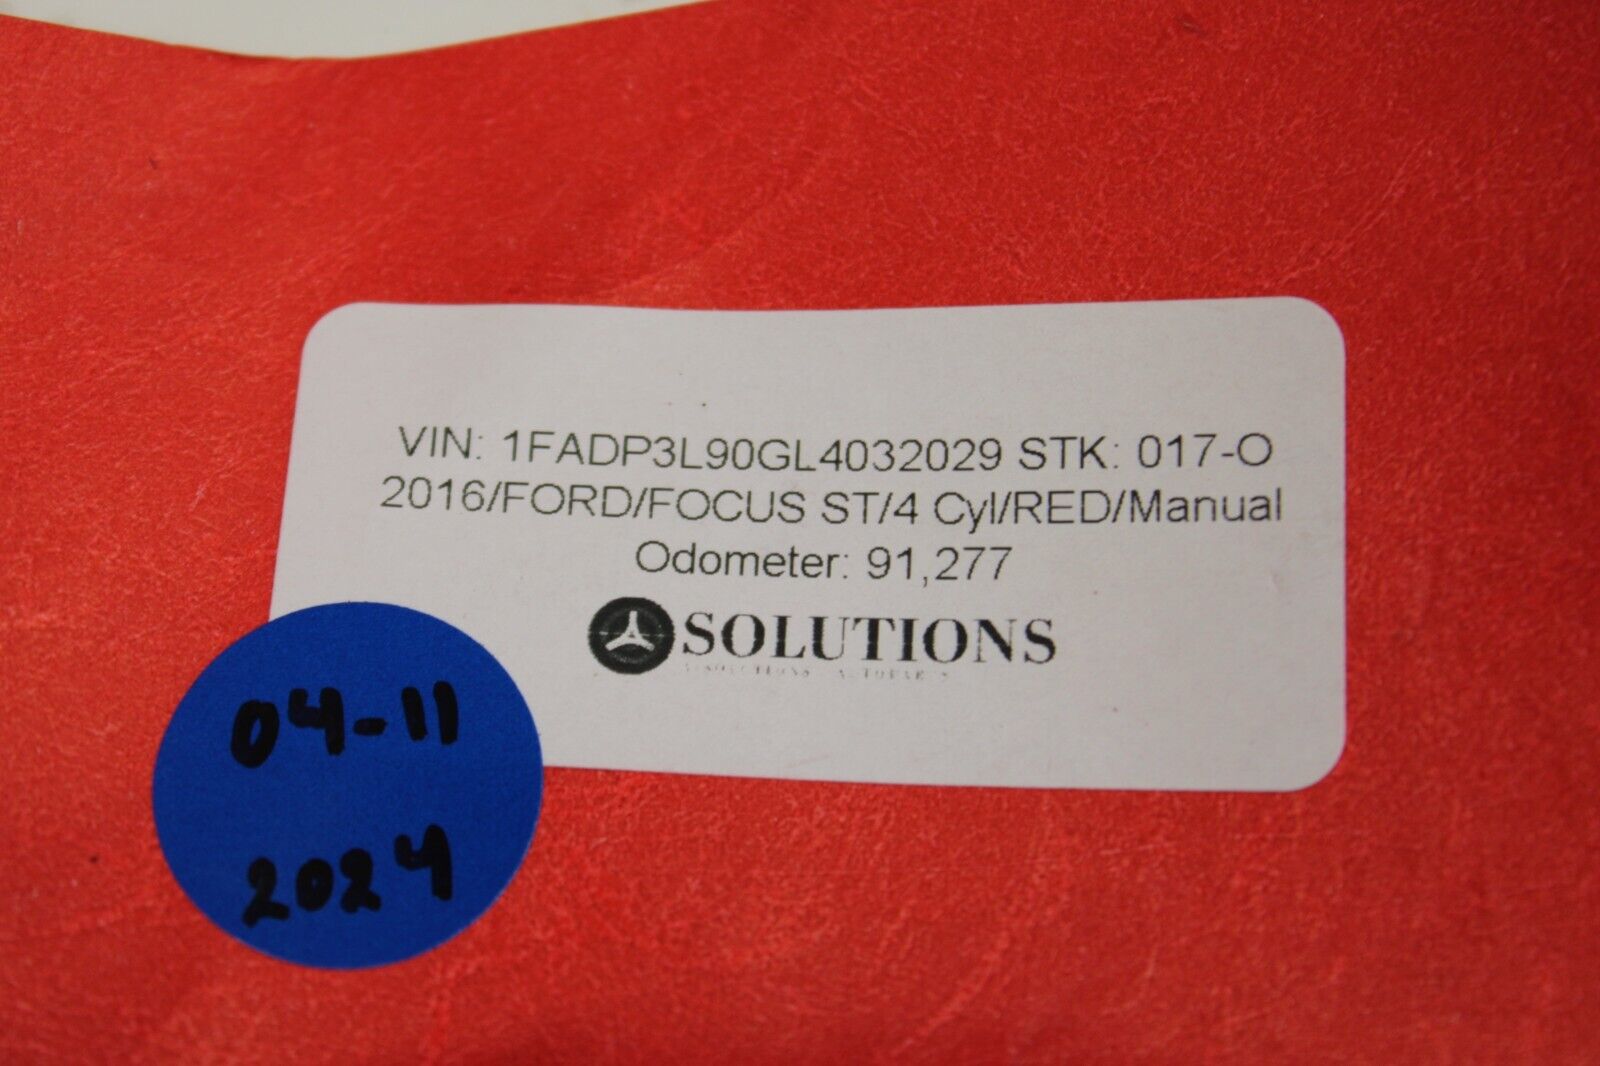 VIN: 1FADP3L90GL4032029 STK: 017-O
2016/FORD/FOCUS ST/4 Cyl/RED/Manual
Odometer: 91,277
SOLUTIONS
04-11
2024